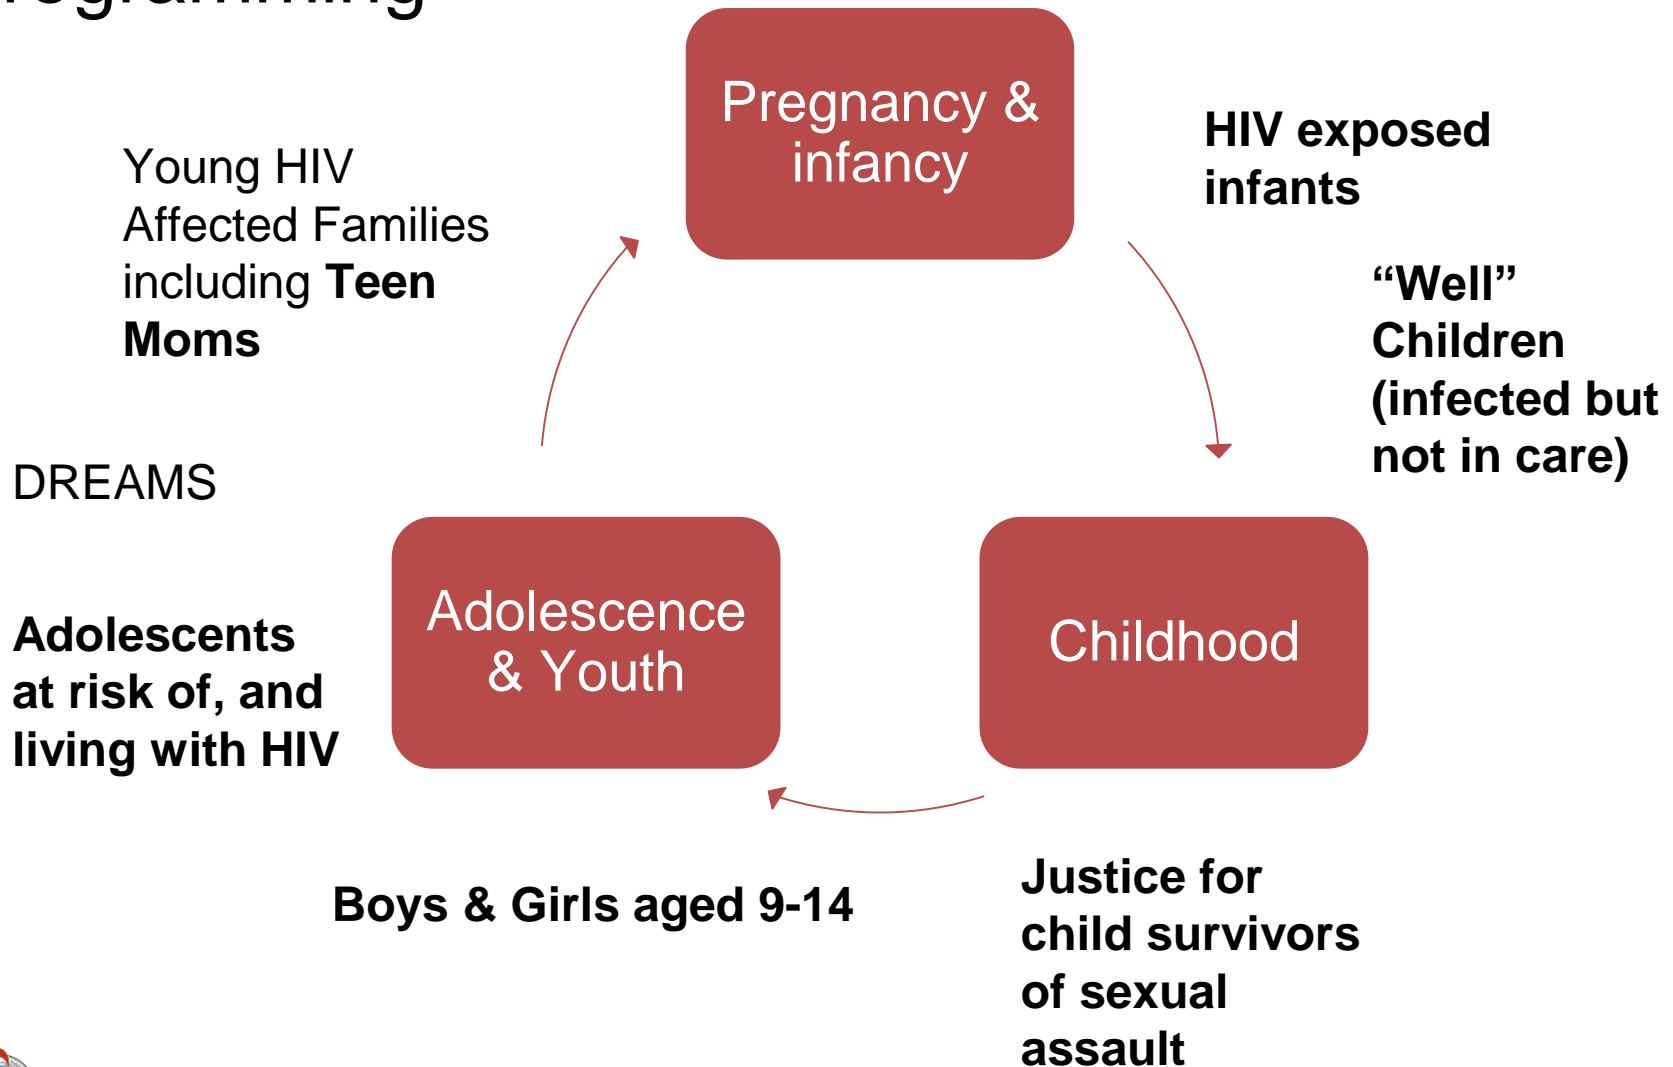 Pregnancy &
infancy
HIV exposed
infants
“Well”
Children
(infected but
not in care)
Young HIV
Affected Families
including Teen
Moms
DREAMS
Adolescents
at risk of, and
living with HIV
Adolescence
& Youth
Childhood
Boys & Girls aged 9-14
Justice for
child survivors
of sexual
assault